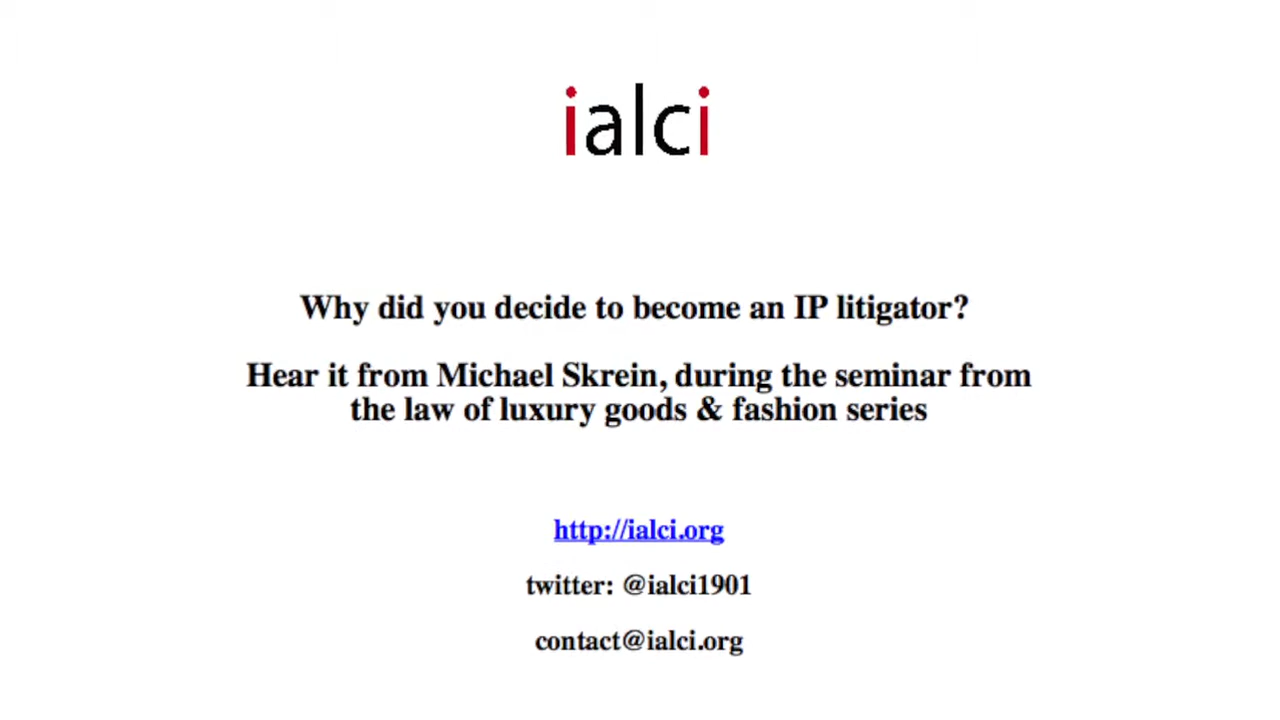 ialci
Why did you decide to become an IP litigator?
Hear it from Michael Skrein, during the seminar from
the law of luxury goods & fashion series
http://ialci.org
twitter: @ialci1901
contact@ialci.org